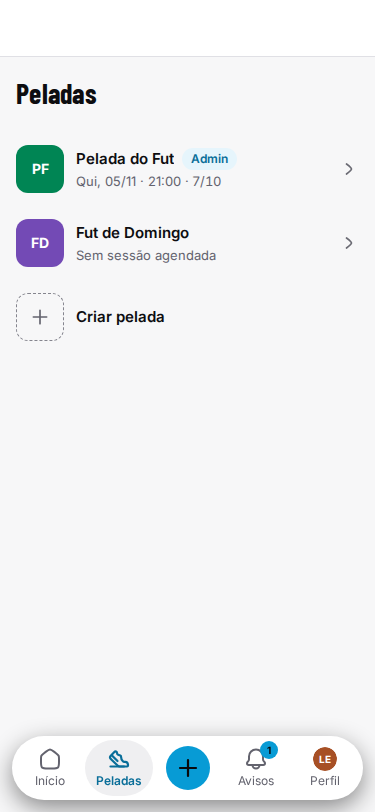 Peladas
PF
Pelada do Fut Admin
Qui, 05/11 · 21:00 · 7/10
FD
Fut de Domingo
Sem sessão agendada
Criar pelada
1
LE
Início Peladas Avisos Perfil